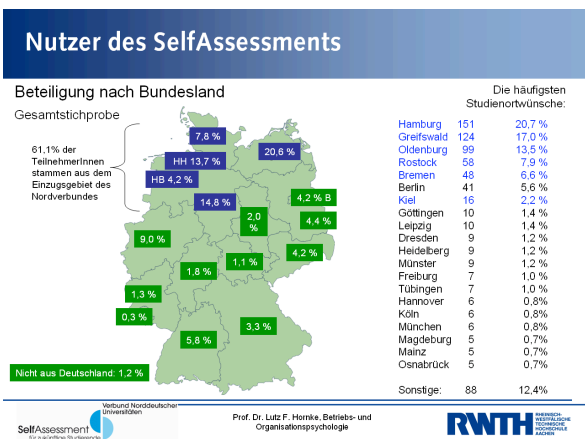 Nutzer des SelfAssessments
Beteiligung nach Bundesland
Gesamtstichprobe
61,1% der
TeilnehmerInnen
stammen aus dem
Einzugsgebiet des
Nordverbundes
7,8 %
HH 13,7 %
20,6 %
HB 4,2 %
14,8 %
4,2 % B
2,0
%
4,4 %
9,0 %
4,2 %
1,1 %
1,8 %
1,3 %
0,3 %
5,8 %
3,3 %
Nicht aus Deutschland: 1,2 %
Die häufigsten
Studienortwünsche:
Hamburg 151 20,7 %
Greifswald 124 17,0 %
Oldenburg 99 13,5 %
Rostock 58 7,9 %
Bremen 48 6,6 %
Berlin 41 5,6 %
Kiel 16 2,2 %
Göttingen 10 1,4 %
Leipzig 10 1,4 %
Dresden 9 1,2 %
Heidelberg 9 1,2 %
Münster 9 1,2 %
Freiburg 7 1,0 %
Tübingen 7 1,0 %
Hannover 6 0,8%
Köln 6 0,8%
München 6 0,8%
Magdeburg 5 0,7%
Mainz 5 0,7%
Osnabrück 5 0,7%
Sonstige: 88 12,4%
Verbund Norddeutscher
Universitäten
SelfAssessment
für zukünftige Studierende
Prof. Dr. Lutz F. Hornke, Betriebs- und
Organisationspsychologie
RWTH
RHEINISCH-
WESTFÄLISCHE
TECHNISCHE
HOCHSCHULE
AACHEN